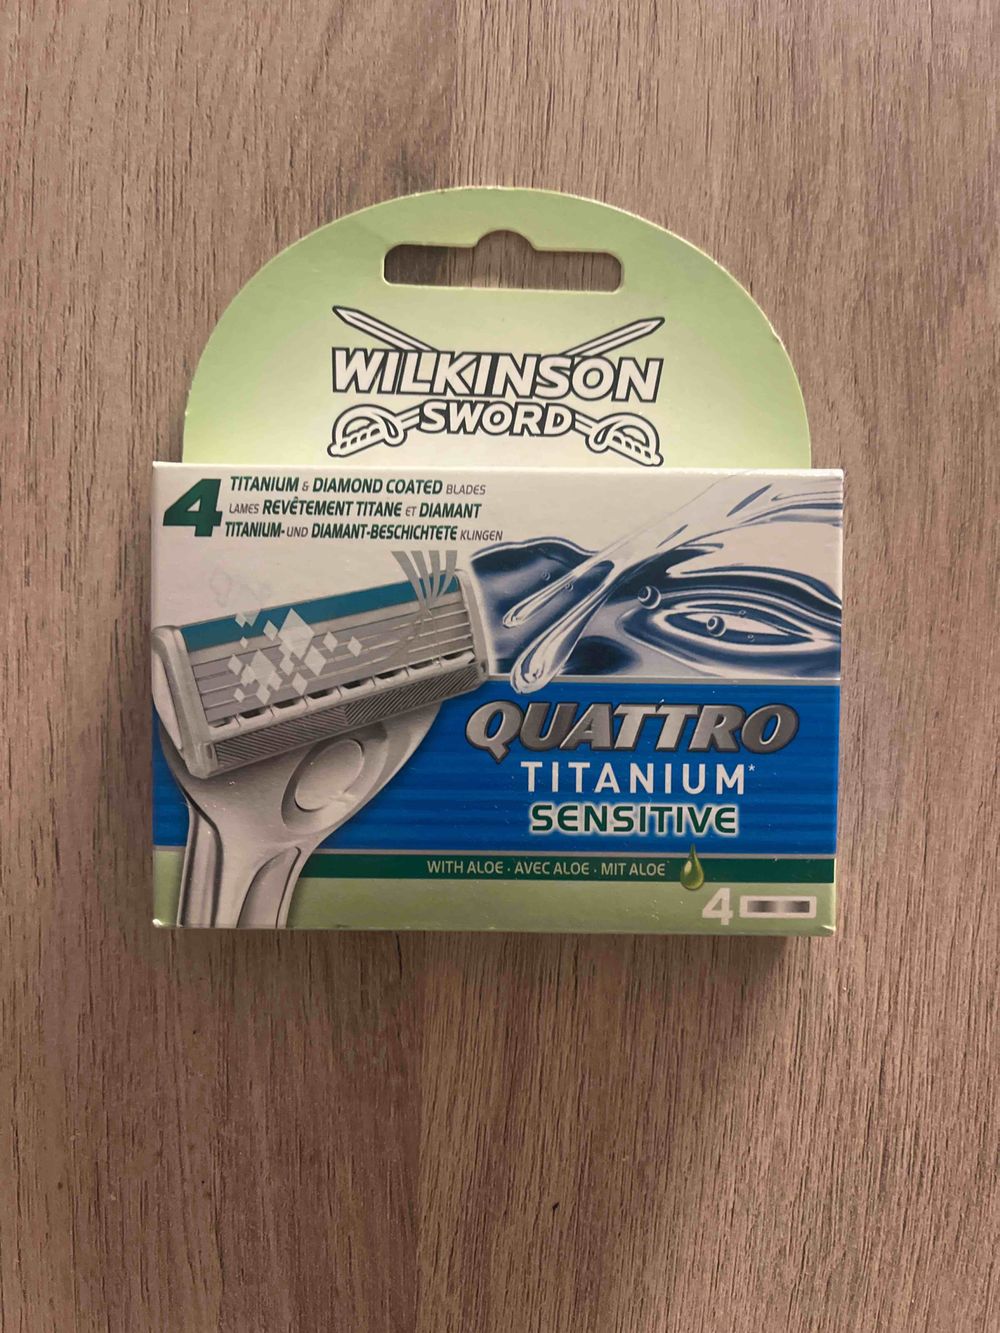 WILKINSON
SWORD
4 TITANIUM & DIAMOND COATED BLADES
LAMES REVÊTEMENT TITANE ET DIAMANT
TITANIUM- UND DIAMANT-BESCHICHTETE KLINGEN
QUATTRO
TITANIUM*
SENSITIVE
WITH ALOE · AVEC ALOE · MIT ALOE
4